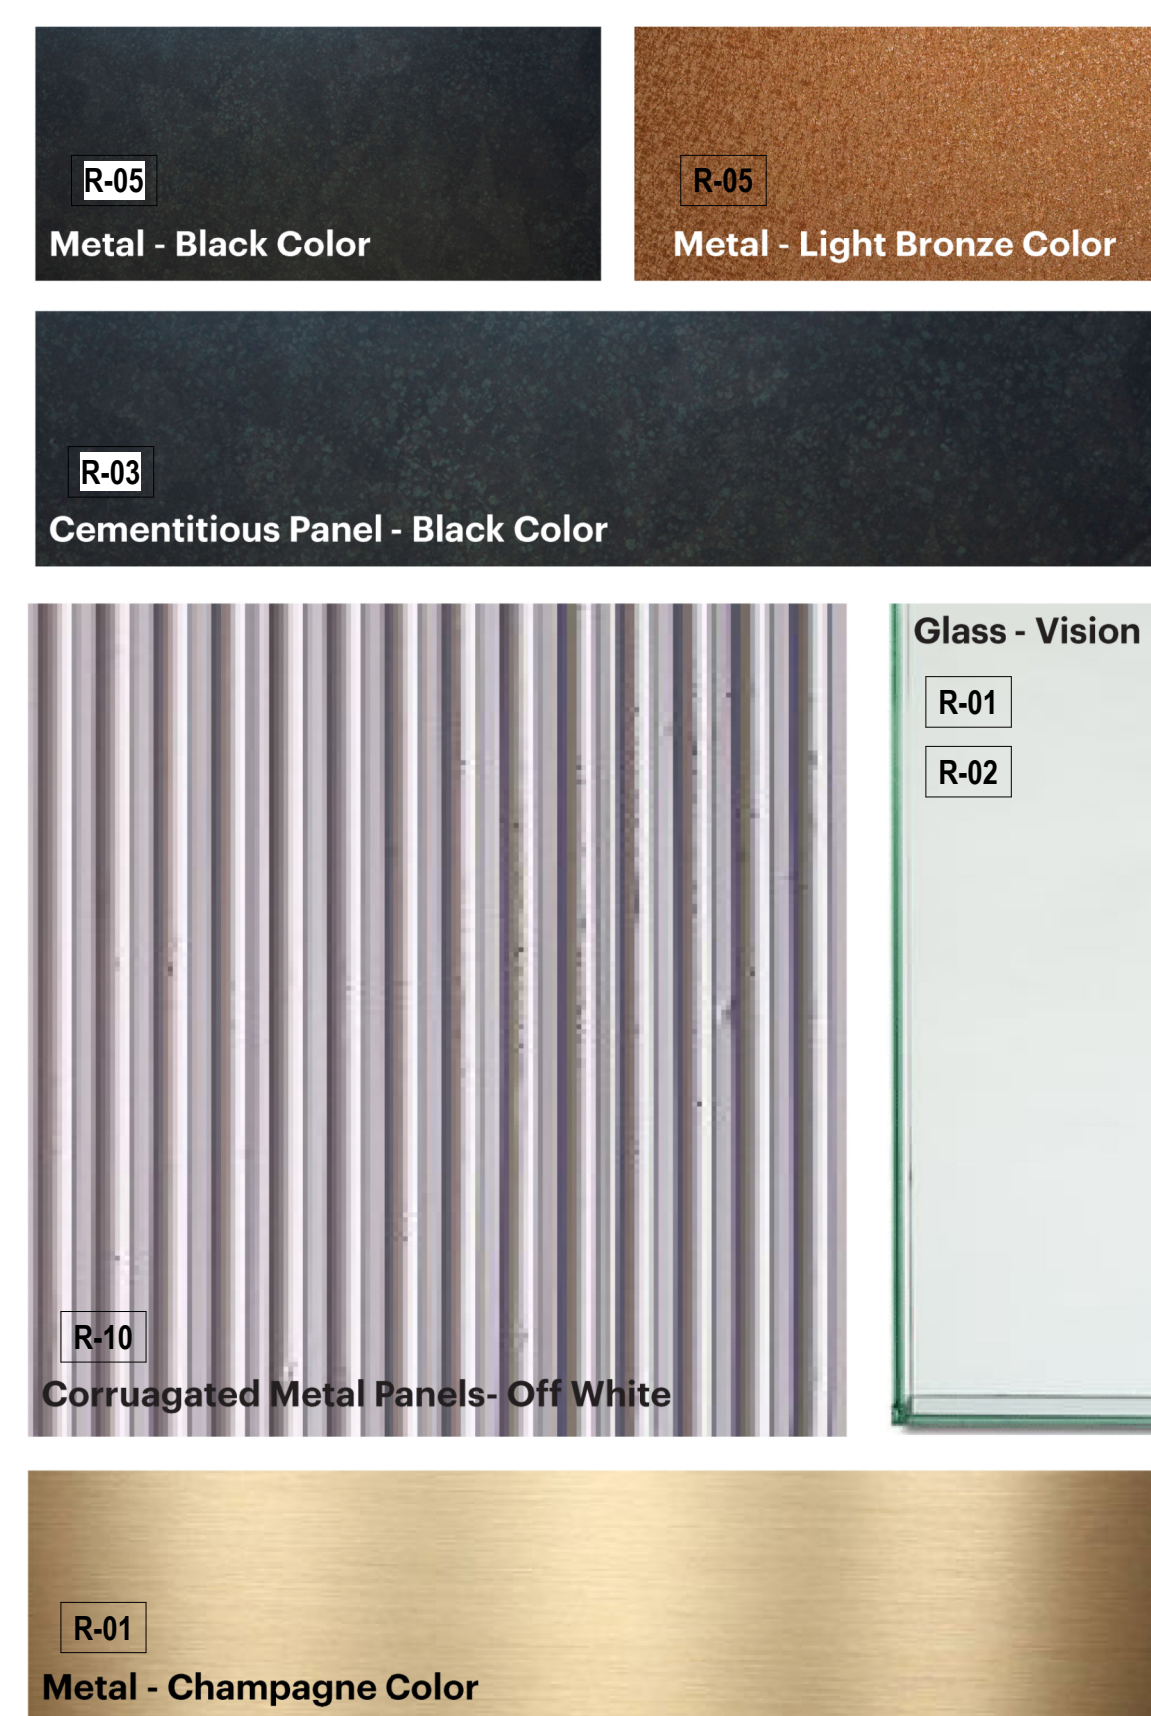 R-05
Metal - Black Color
R-05
Metal - Light Bronze Color
R-03
Cementitious Panel - Black Color
Glass - Vision
R-01
R-02
R-10
Corruagated Metal Panels- Off White
R-01
Metal - Champagne Color